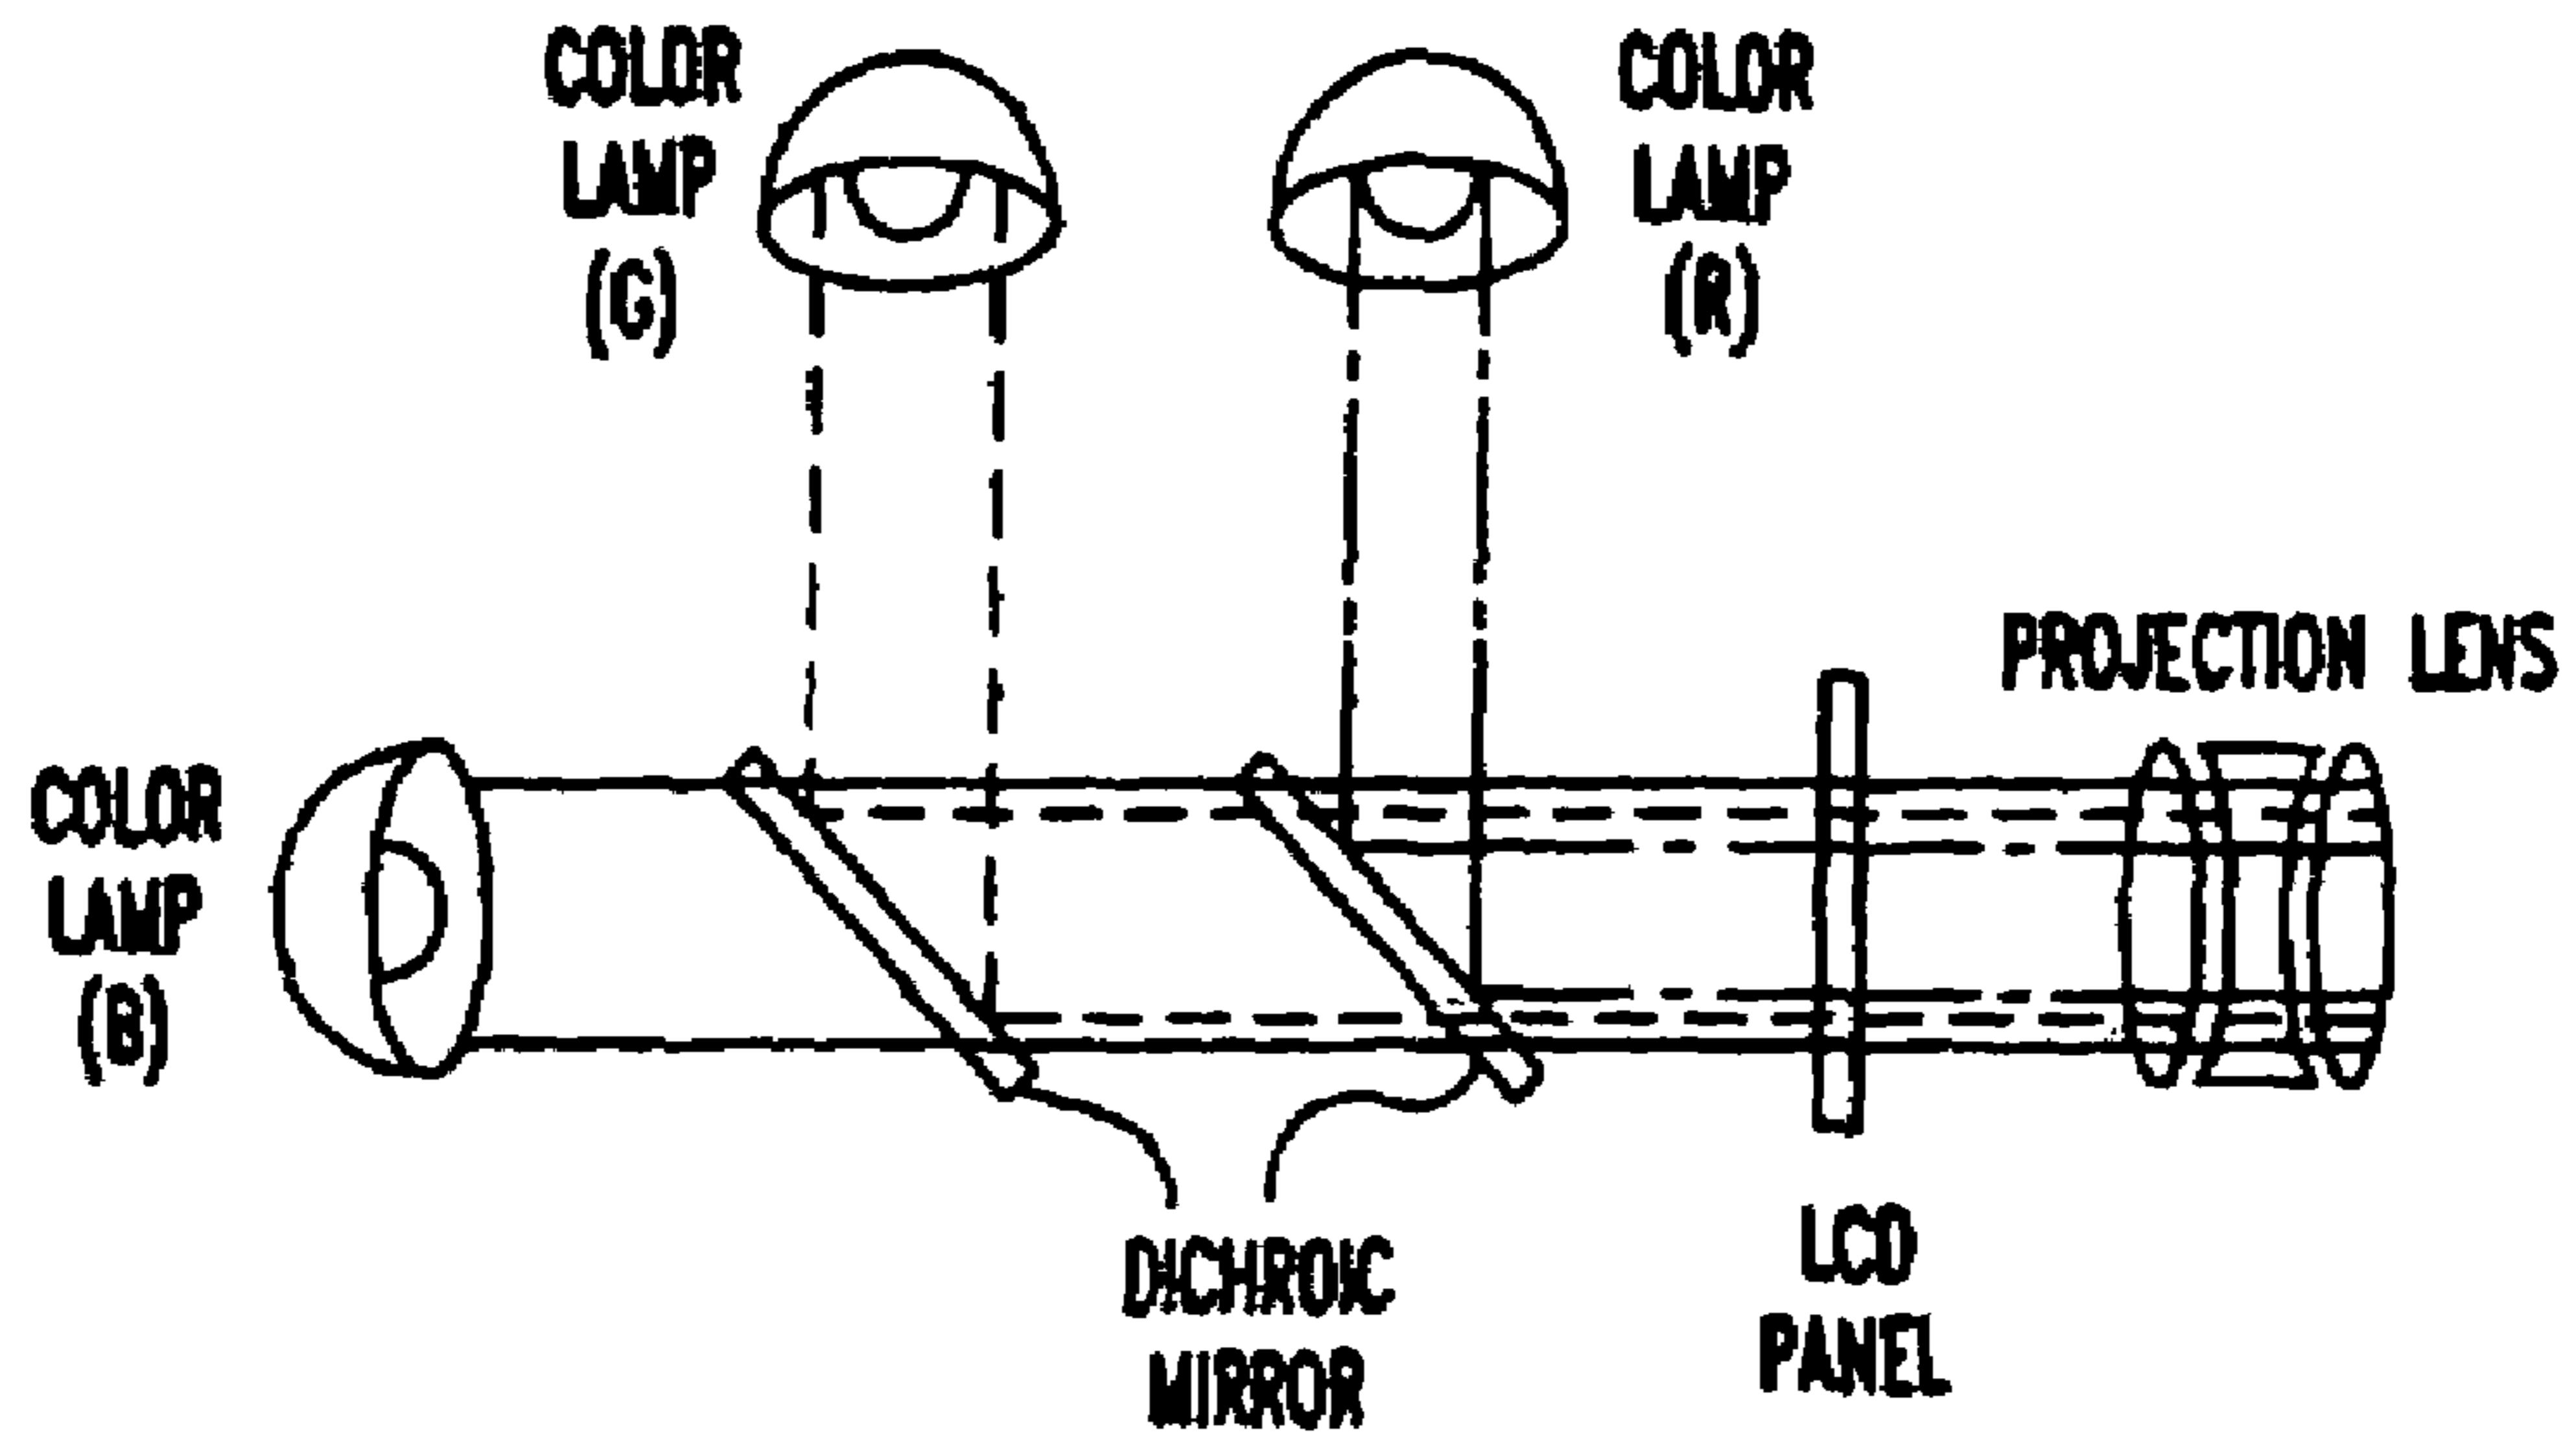 COLOR
LAMP
(G)
COLOR
LAMP
(R)
PROJECTION LENS
COLOR
LAMP
(B)
DICHROIC
MIRROR
LCD
PANEL